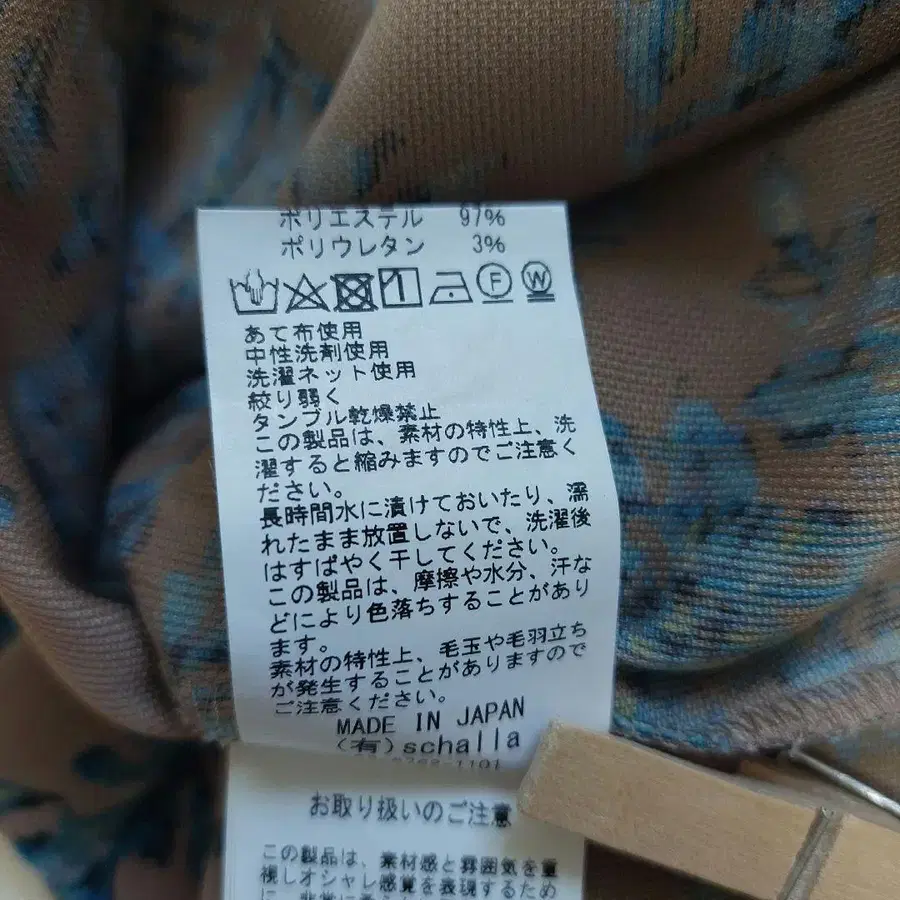 ポリエステル 97%
ポリウレタン 3%
F W
あて布使用
中性洗剤使用
洗濯ネット使用
絞り弱く
タンブル乾燥禁止
この製品は、素材の特性上、洗
濯すると縮みますのでご注意く
ださい。
長時間水に漬けておいたり、濡
れたまま放置しないで、洗濯後
はすぱやく干してください。
この製品は、摩擦や水分、汗な
どにより色落ちすることがあり
ます。
素材の特性上、毛玉や毛羽立ち
が発生することがありますので
ご注意ください。
MADE IN JAPAN
(有)schalla
お取り扱いのご注意
この製品は、素材感と雰囲気を重
視しオシャレ感覚を表現するため